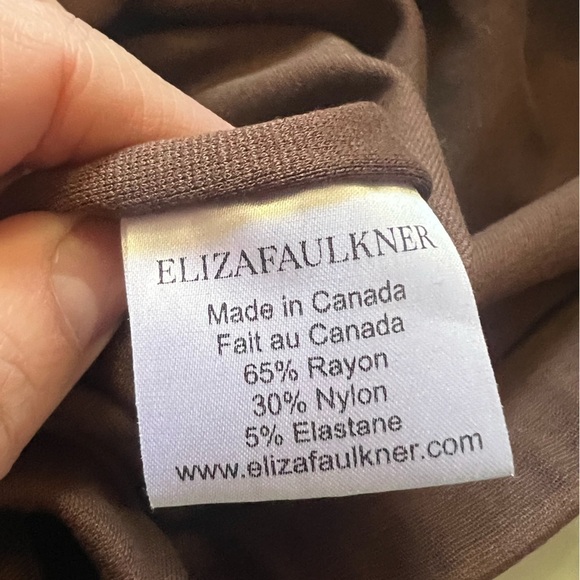 ELIZAFAULKNER
Made in Canada
Fait au Canada
65% Rayon
30% Nylon
5% Elastane
www.elizafaulkner.com